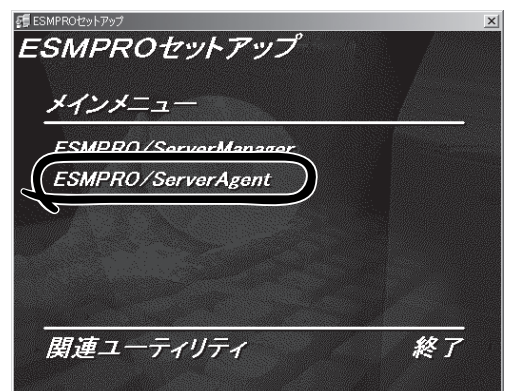 ESMPROセットアップ
ESMPROセットアップ
メインメニュー
ESMPRO/ServerManager
ESMPRO/ServerAgent
関連ユーティリティ
終了